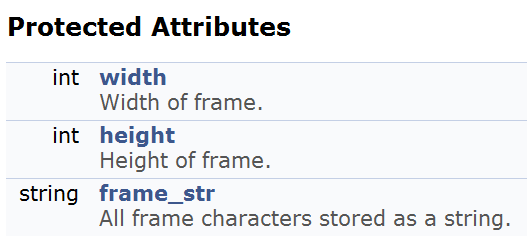 Protected Attributes
int width
Width of frame.
int height
Height of frame.
string frame_str
All frame characters stored as a string.